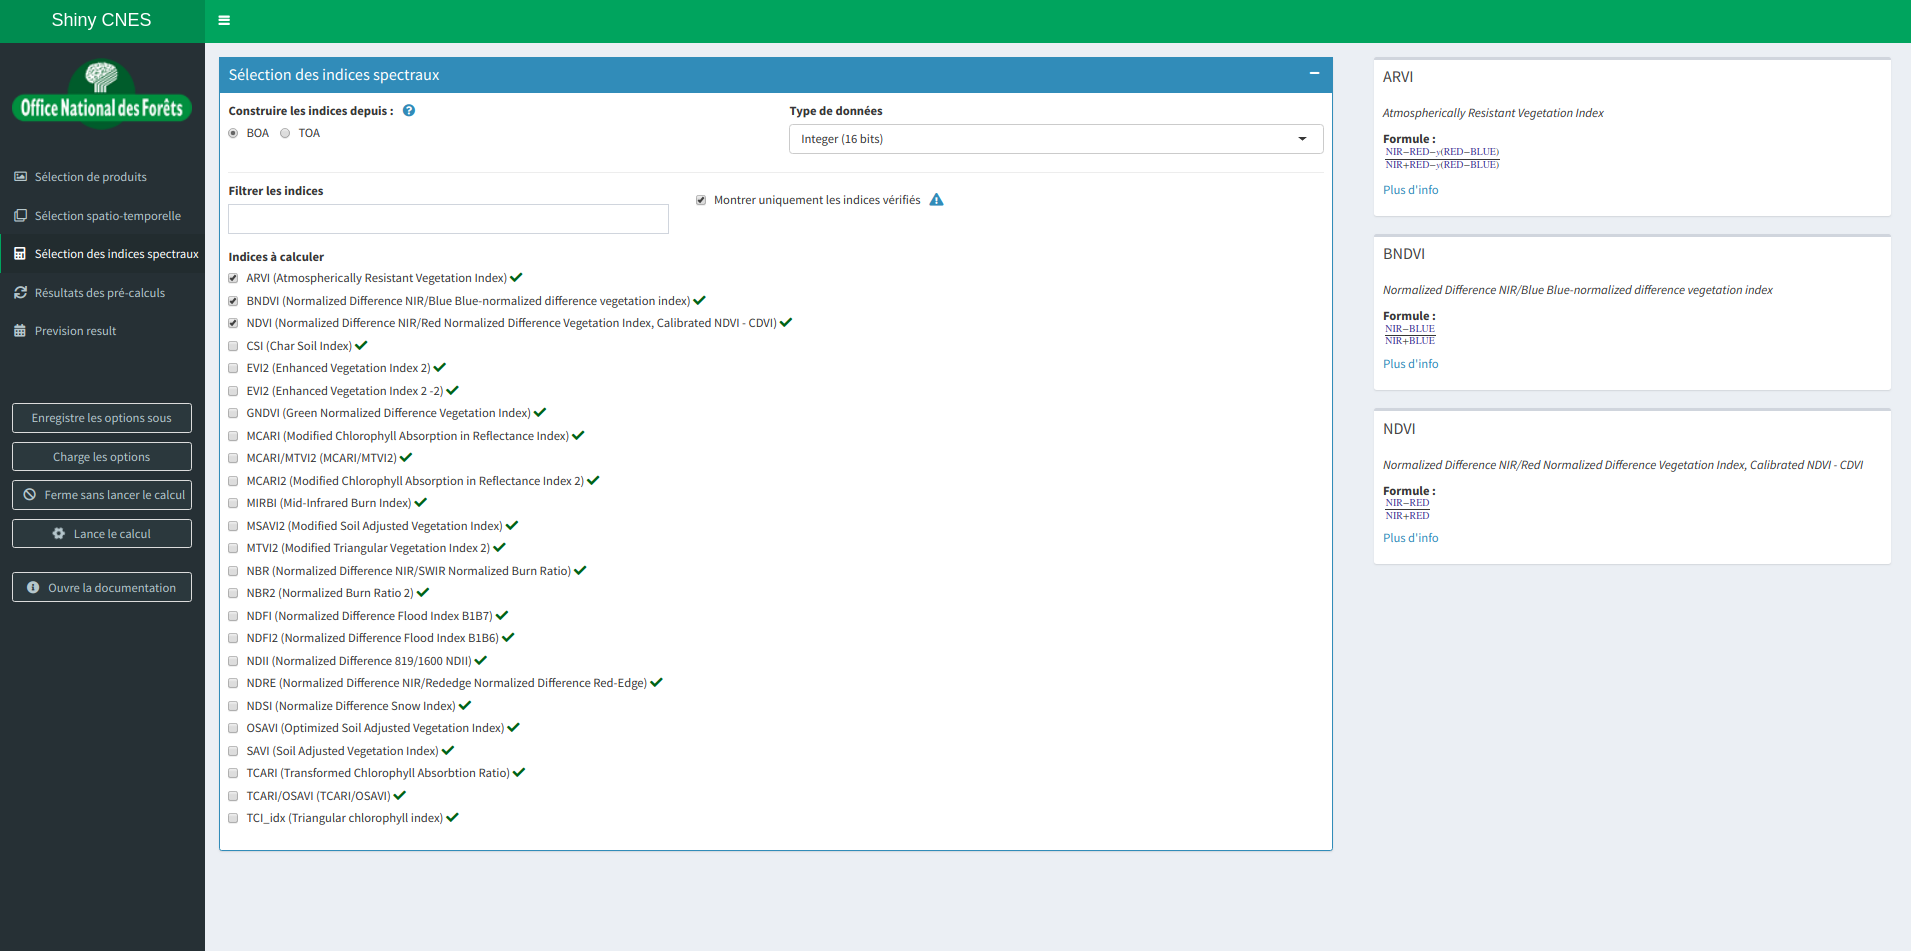 Shiny CNES
Office National des Forêts
Sélection de produits
Sélection spatio-temporelle
Sélection des indices spectraux
Résultats des pré-calculs
Prevision result
Enregistre les options sous
Charge les options
Ferme sans lancer le calcul
Lance le calcul
Ouvre la documentation
Sélection des indices spectraux
Construire les indices depuis :
BOA TOA
Type de données
Integer (16 bits)
Filtrer les indices
Montrer uniquement les indices vérifiés
Indices à calculer
ARVI (Atmospherically Resistant Vegetation Index)
BNDVI (Normalized Difference NIR/Blue Blue-normalized difference vegetation index)
NDVI (Normalized Difference NIR/Red Normalized Difference Vegetation Index, Calibrated NDVI - CDVI)
CSI (Char Soil Index)
EVI2 (Enhanced Vegetation Index 2)
EVI2 (Enhanced Vegetation Index 2 -2)
GNDVI (Green Normalized Difference Vegetation Index)
MCARI (Modified Chlorophyll Absorption in Reflectance Index)
MCARI/MTVI2 (MCARI/MTVI2)
MCARI2 (Modified Chlorophyll Absorption in Reflectance Index 2)
MIRBI (Mid-Infrared Burn Index)
MSAVI2 (Modified Soil Adjusted Vegetation Index)
MTVI2 (Modified Triangular Vegetation Index 2)
NBR (Normalized Difference NIR/SWIR Normalized Burn Ratio)
NBR2 (Normalized Burn Ratio 2)
NDFI (Normalized Difference Flood Index B1B7)
NDFI2 (Normalized Difference Flood Index B1B6)
NDII (Normalized Difference 819/1600 NDII)
NDRE (Normalized Difference NIR/Rededge Normalized Difference Red-Edge)
NDSI (Normalize Difference Snow Index)
OSAVI (Optimized Soil Adjusted Vegetation Index)
SAVI (Soil Adjusted Vegetation Index)
TCARI (Transformed Chlorophyll Absorbtion Ratio)
TCARI/OSAVI (TCARI/OSAVI)
TCI_idx (Triangular chlorophyll index)
ARVI
Atmospherically Resistant Vegetation Index
Formule :
NIR−RED−y(RED−BLUE)
NIR+RED−y(RED−BLUE)
Plus d'info
BNDVI
Normalized Difference NIR/Blue Blue-normalized difference vegetation index
Formule :
NIR−BLUE
NIR+BLUE
Plus d'info
NDVI
Normalized Difference NIR/Red Normalized Difference Vegetation Index, Calibrated NDVI - CDVI
Formule :
NIR−RED
NIR+RED
Plus d'info